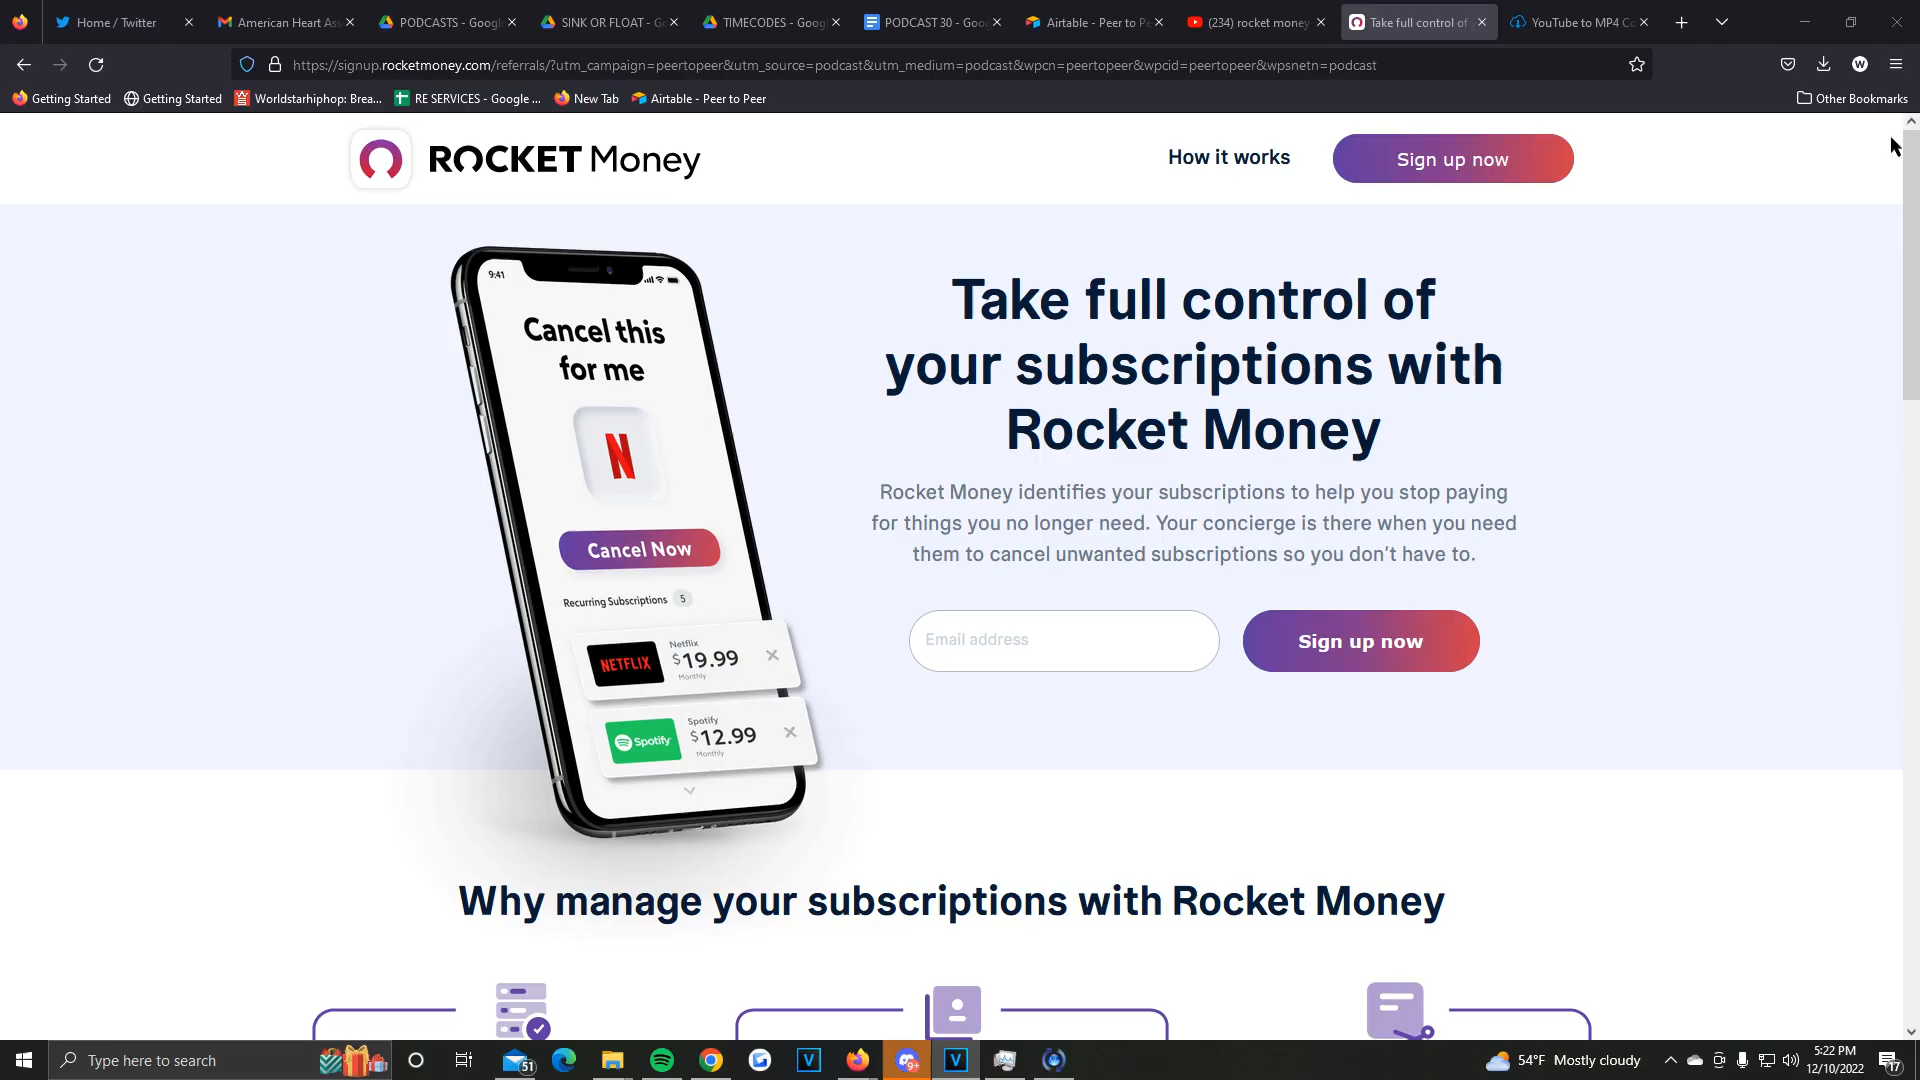 Home / Twitter
American Heart Ass
PODCASTS - Google
SINK OR FLOAT - Go
TIMECODES - Goog
PODCAST 30 - Goog
Airtable - Peer to Pe
(234) rocket money
Take full control of
YouTube to MP4 Co
https://signup.rocketmoney.com/referrals/?utm_campaign=peertopeer&utm_source=podcast&utm_medium=podcast&wpcn=peertopeer&wpcid=peertopeer&wpsnetn=podcast
W
Getting Started
Getting Started
Worldstarhiphop: Brea...
RE SERVICES - Google ...
New Tab
Airtable - Peer to Peer
Other Bookmarks
ROCKET Money
How it works
Sign up now
9:41
Cancel this
for me
N
Cancel Now
Recurring Subscriptions 5
NETFLIX
Netflix
$19.99
Monthly
Spotify
Spotify
$12.99
Monthly
Take full control of
your subscriptions with
Rocket Money
Rocket Money identifies your subscriptions to help you stop paying
for things you no longer need. Your concierge is there when you need
them to cancel unwanted subscriptions so you don't have to.
Email address
Sign up now
Why manage your subscriptions with Rocket Money
Type here to search
51
V
9+
V
54°F Mostly cloudy
5:22 PM
12/10/2022
17